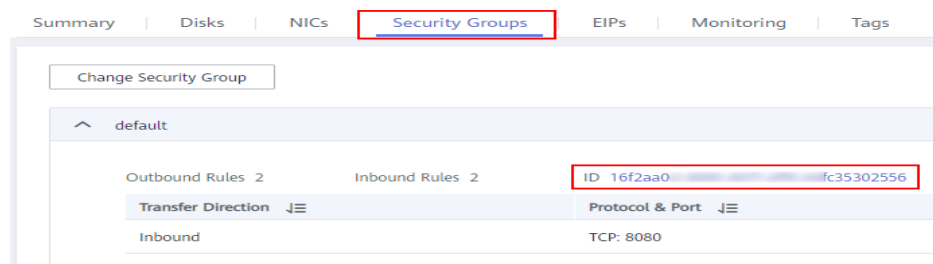 Summary Disks NICs Security Groups EIPs Monitoring Tags
Change Security Group
default
Outbound Rules 2 Inbound Rules 2 ID 16f2aa0 fc35302556
Transfer Direction Protocol & Port
Inbound TCP: 8080